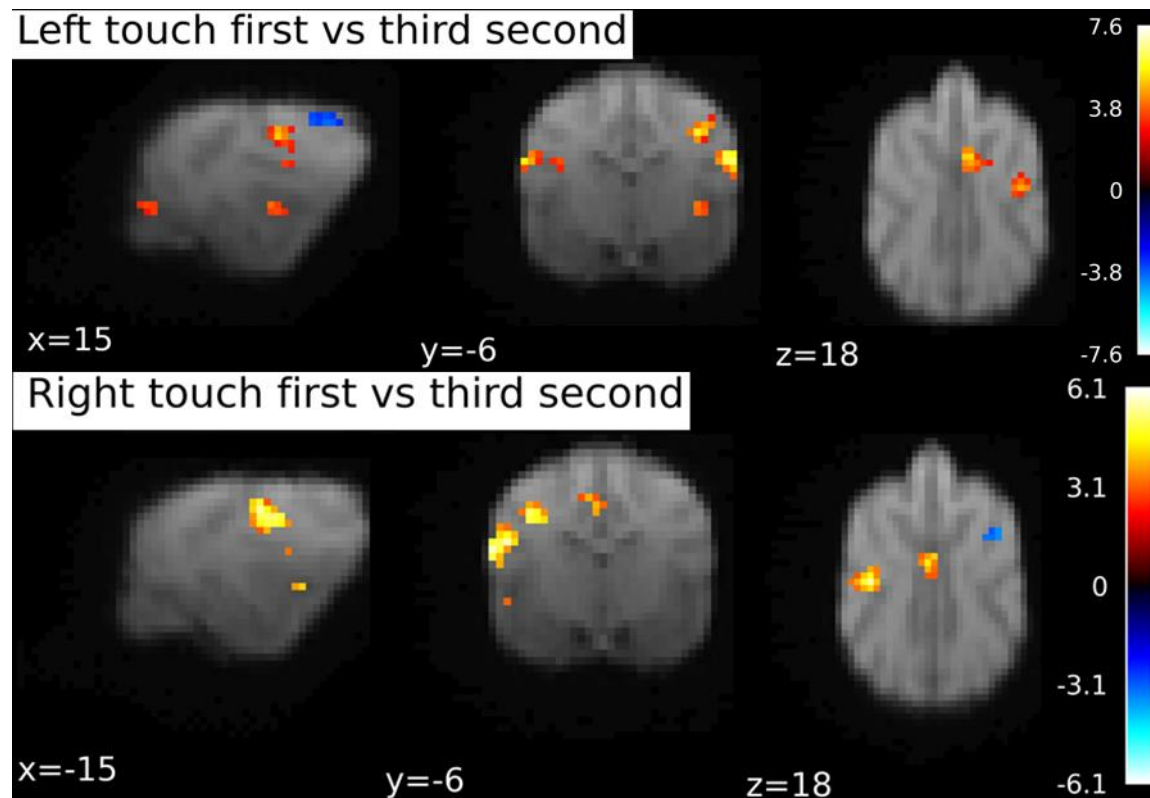 Left touch first vs third second
7.6
3.8
0
-3.8
-7.6
x=15
y=-6
z=18
Right touch first vs third second
6.1
3.1
0
-3.1
-6.1
x=-15
y=-6
z=18